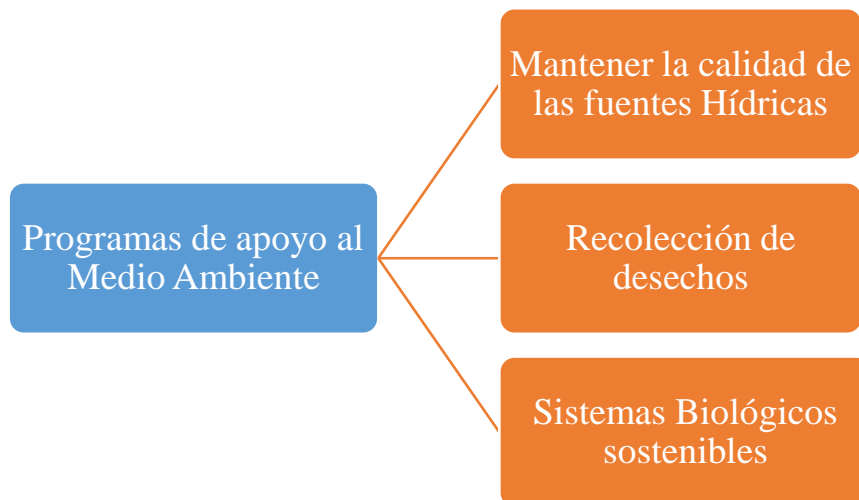 Programas de apoyo al
Medio Ambiente
Mantener la calidad de
las fuentes Hídricas
Recolección de
desechos
Sistemas Biológicos
sostenibles